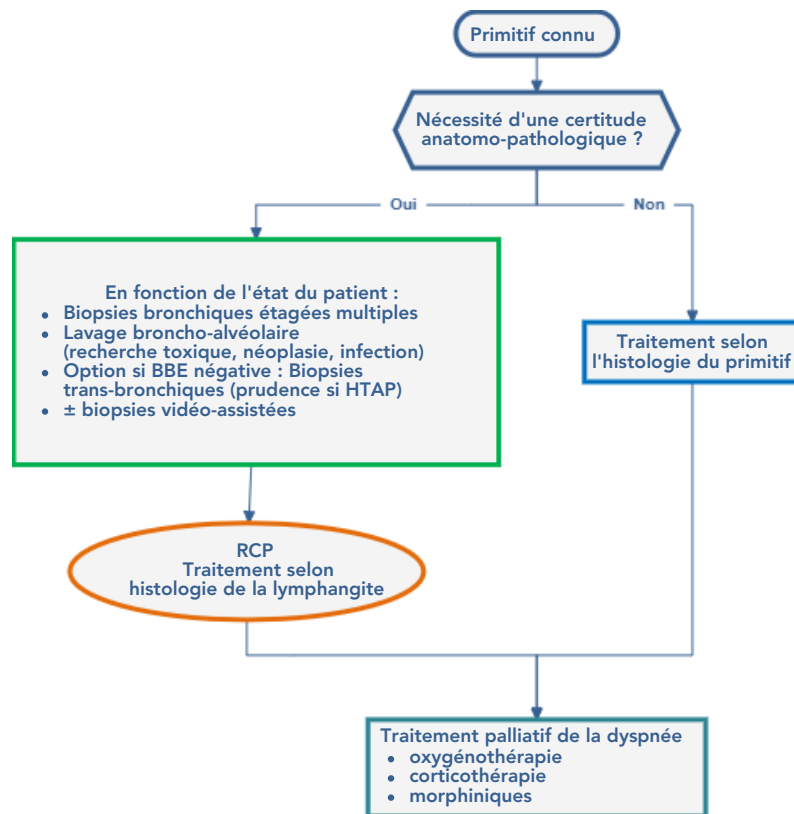 Primitif connu
Nécessité d'une certitude
anatomo-pathologique ?
Oui
Non
En fonction de l'état du patient :
• Biopsies bronchiques étagées multiples
• Lavage broncho-alvéolaire
(recherche toxique, néoplasie, infection)
• Option si BBE négative : Biopsies
trans-bronchiques (prudence si HTAP)
• ± biopsies vidéo-assistées
Traitement selon
l'histologie du primitif
RCP
Traitement selon
histologie de la lymphangite
Traitement palliatif de la dyspnée
• oxygénothérapie
• corticothérapie
• morphiniques